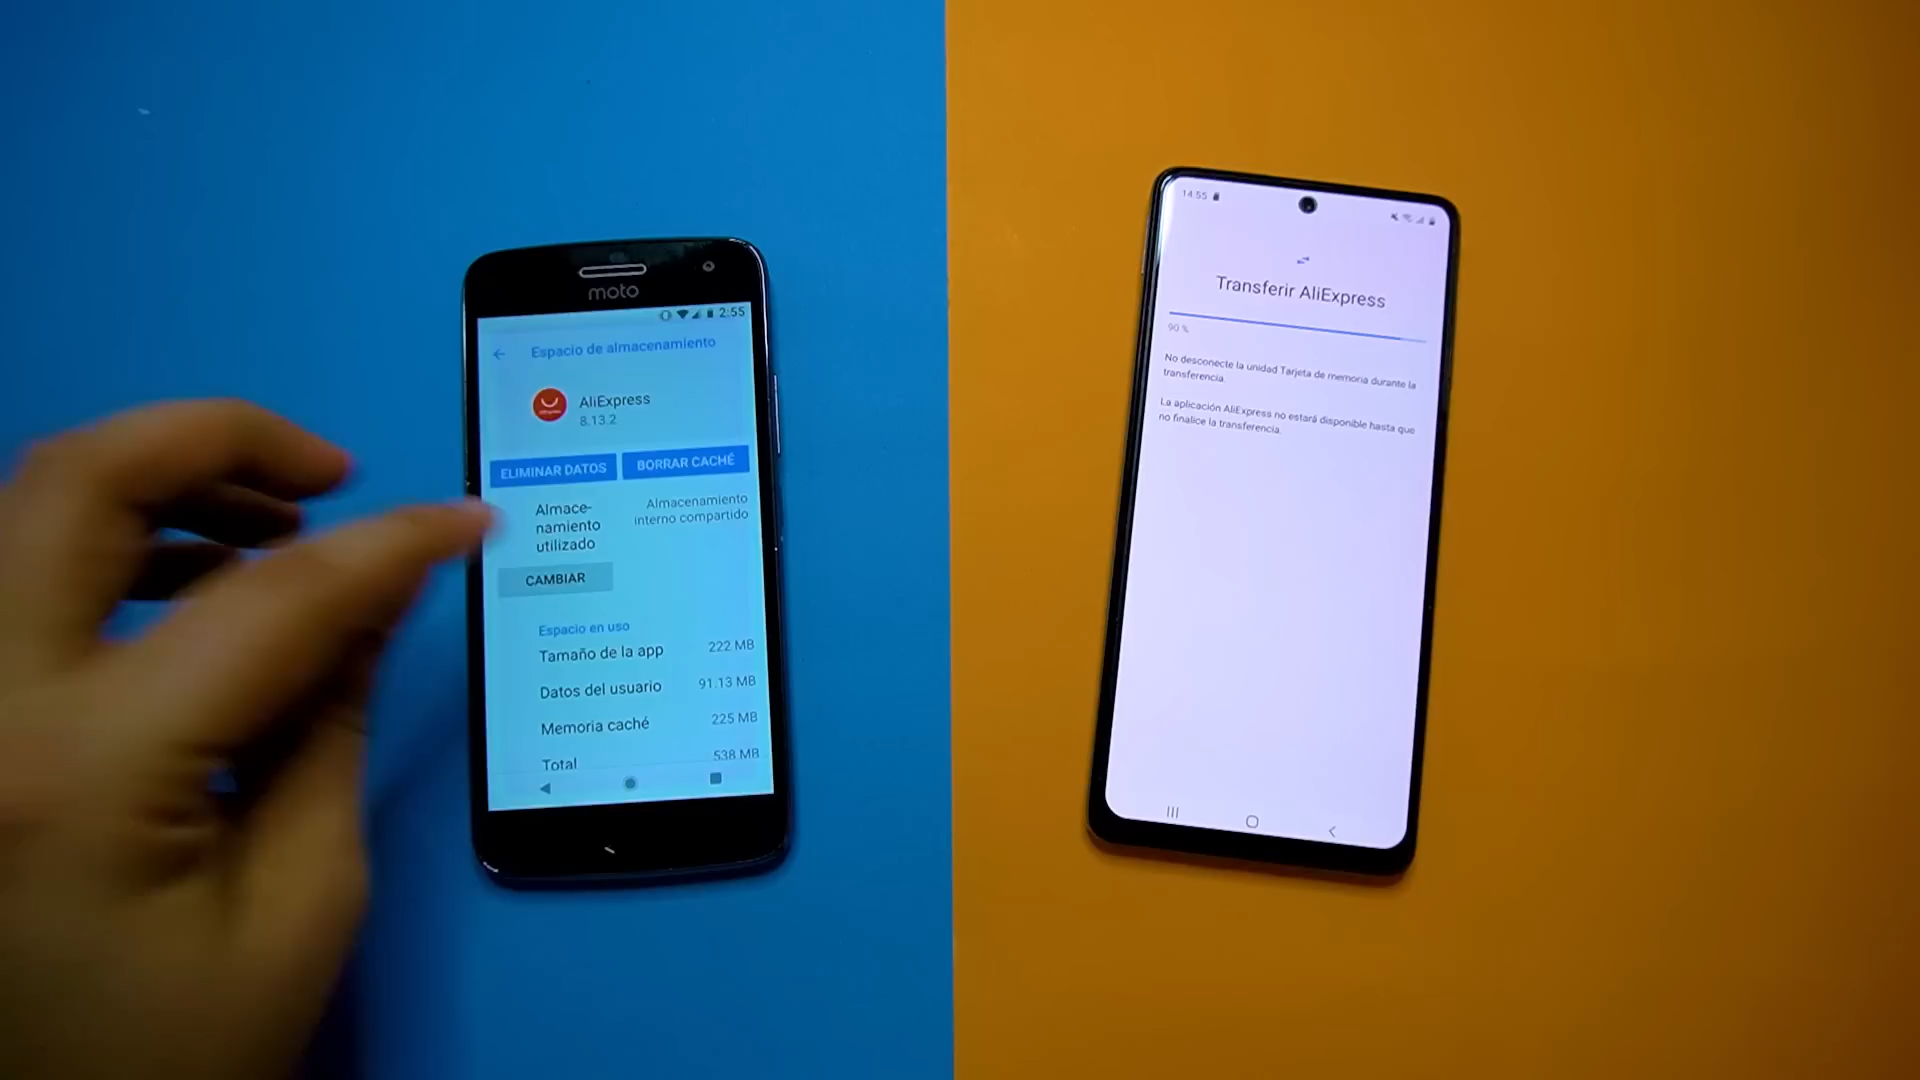 moto
2:55
Espacio de almacenamiento
AliExpress
8.13.2
ELIMINAR DATOS
BORRAR CACHÉ
Almace-
namiento
utilizado
Almacenamiento
interno compartido
CAMBIAR
Espacio en uso
Tamaño de la app 222 MB
Datos del usuario 91.13 MB
Memoria caché 225 MB
Total 538 MB
14:55
Transferir AliExpress
90 %
No desconecte la unidad Tarjeta de memoria durante la
transferencia.
La aplicación AliExpress no estará disponible hasta que
no finalice la transferencia.